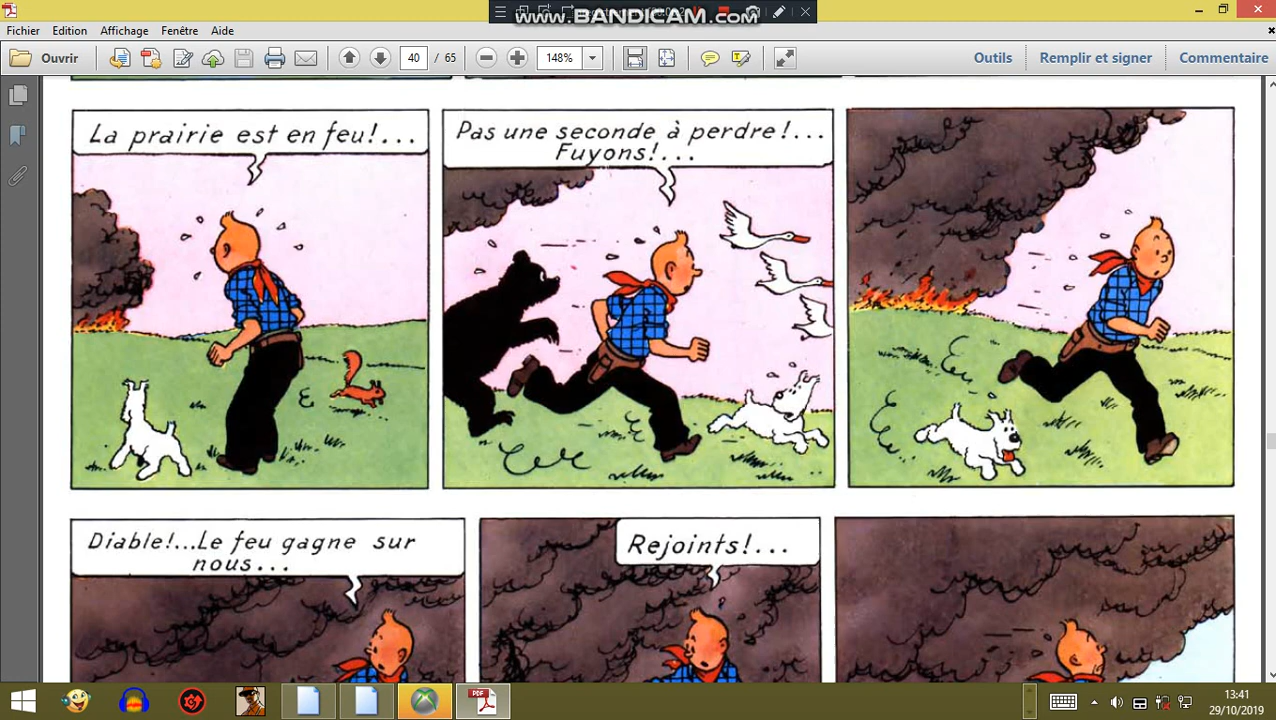 www.BANDICAM.com
Fichier Edition Affichage Fenêtre Aide
Ouvrir 40 / 65 148% Outils Remplir et signer Commentaire
La prairie est en feu!...
Pas une seconde à perdre!...
Fuyons!...
Diable!...Le feu gagne sur
nous...
Rejoints!...
PDF
13:41
29/10/2019